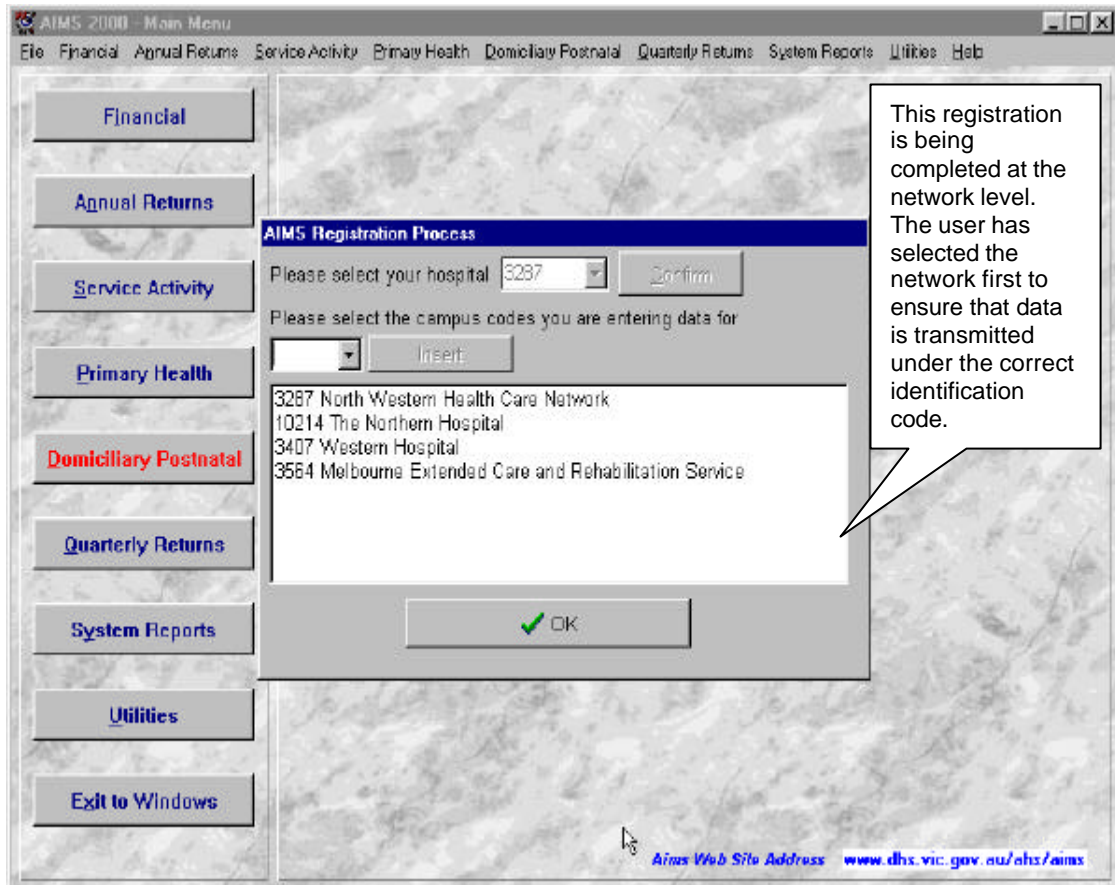 AIMS 2000 - Main Menu
File Financial Annual Returns Service Activity Primary Health Domiciliary Postnatal Quarterly Returns System Reports Utilities Help
Financial
Annual Returns
Service Activity
Primary Health
Domiciliary Postnatal
Quarterly Returns
System Reports
Utilities
Exit to Windows
AIMS Registration Process
Please select your hospital 3287 Confirm
Please select the campus codes you are entering data for
Insert
3287 North Western Health Care Network
10214 The Northern Hospital
3407 Western Hospital
3564 Melbourne Extended Care and Rehabilitation Service
OK
This registration
is being
completed at the
network level.
The user has
selected the
network first to
ensure that data
is transmitted
under the correct
identification
code.
Aims Web Site Address www.dhs.vic.gov.au/ahs/aims